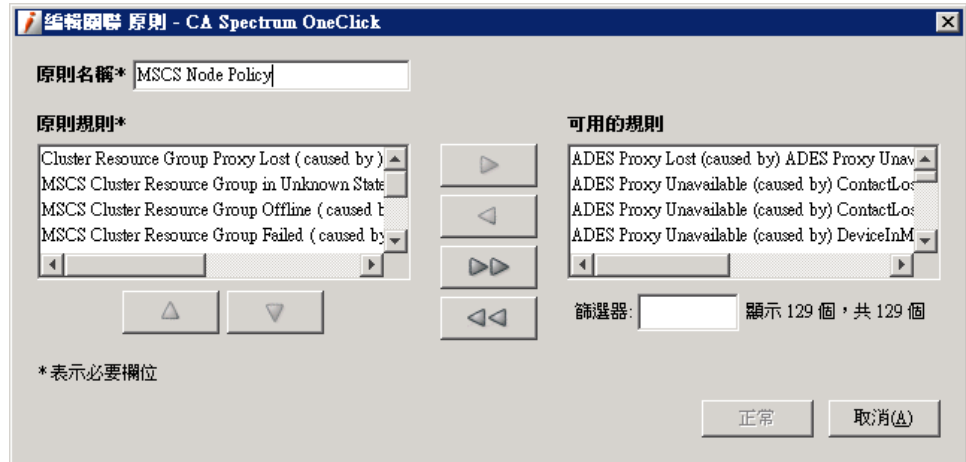 編輯關聯 原則 - CA Spectrum OneClick
原則名稱* MSCS Node Policy
原則規則*
Cluster Resource Group Proxy Lost ( caused by )
MSCS Cluster Resource Group in Unknown State
MSCS Cluster Resource Group Offline ( caused b
MSCS Cluster Resource Group Failed ( caused by
可用的規則
ADES Proxy Lost (caused by) ADES Proxy Unav
ADES Proxy Unavailable (caused by) ContactLos
ADES Proxy Unavailable (caused by) ContactLos
ADES Proxy Unavailable (caused by) DeviceInM
篩選器: 顯示 129 個，共 129 個
*表示必要欄位
正常 取消(A)